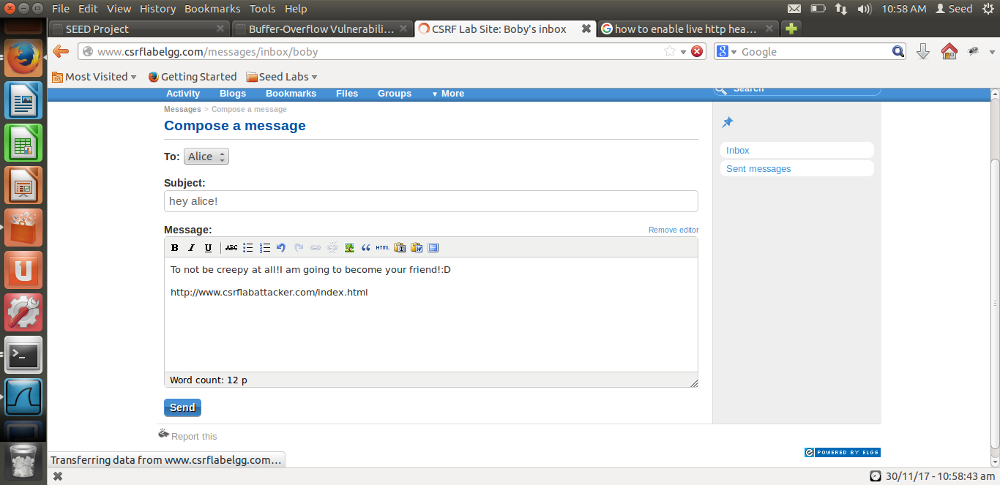 File Edit View History Bookmarks Tools Help
10:58 AM Seed
SEED Project
Buffer-Overflow Vulnerabili...
CSRF Lab Site: Boby's inbox
how to enable live http hea...
www.csrflabelgg.com/messages/inbox/boby
Google
Most Visited
Getting Started
Seed Labs
Activity Blogs Bookmarks Files Groups ▼ More
Search
Messages > Compose a message
Compose a message
To: Alice
Subject:
hey alice!
Message:
Remove editor
B I U ABC HTML
To not be creepy at all!I am going to become your friend!:D
http://www.csrflabattacker.com/index.html
Word count: 12 p
Send
Report this
Inbox
Sent messages
POWERED BY ELGG
Transferring data from www.csrflabelgg.com...
30/11/17 - 10:58:43 am